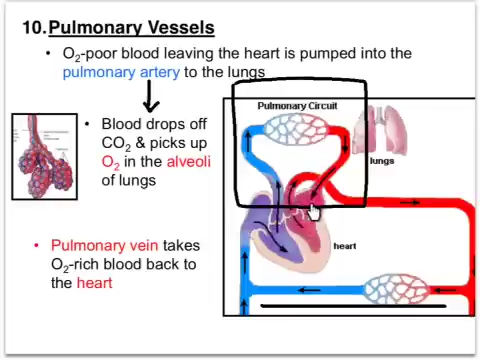 10. Pulmonary Vessels
• O2-poor blood leaving the heart is pumped into the
pulmonary artery to the lungs
• Blood drops off
CO2 & picks up
O2 in the alveoli
of lungs
• Pulmonary vein takes
O2-rich blood back to
the heart
Pulmonary Circuit
lungs
heart